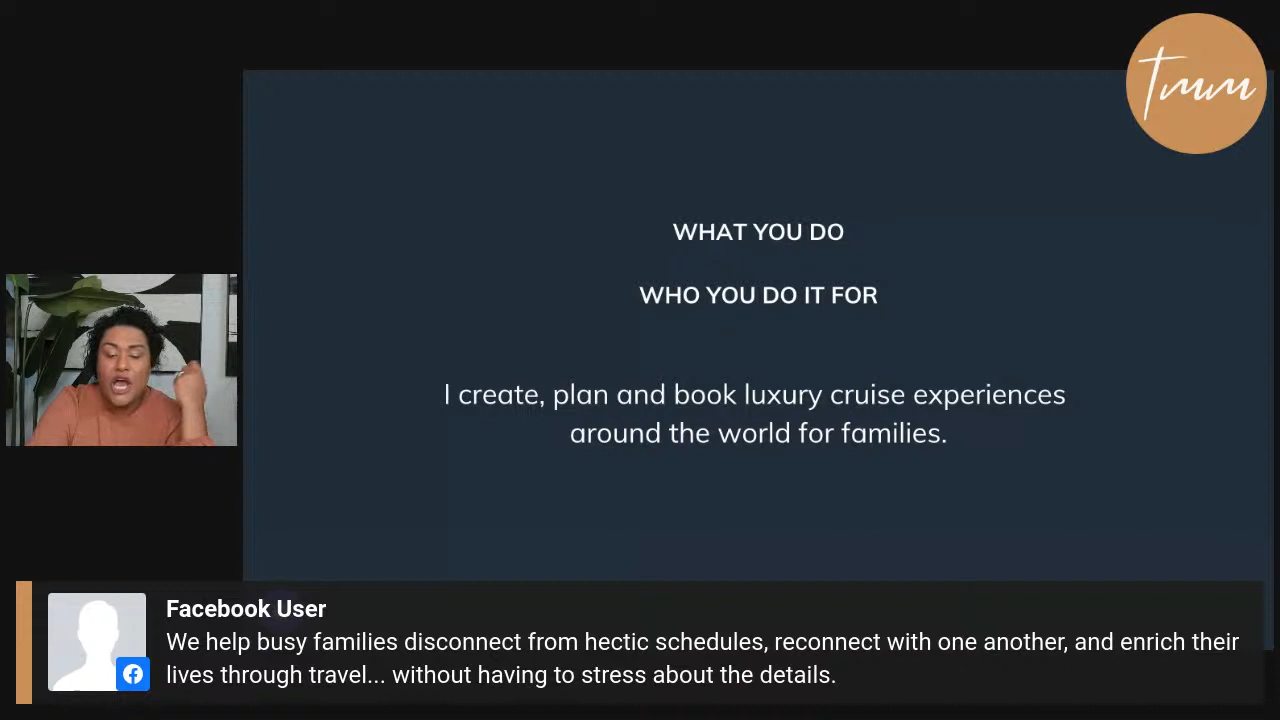 Tmm
WHAT YOU DO
WHO YOU DO IT FOR
I create, plan and book luxury cruise experiences
around the world for families.
Facebook User
We help busy families disconnect from hectic schedules, reconnect with one another, and enrich their
lives through travel... without having to stress about the details.